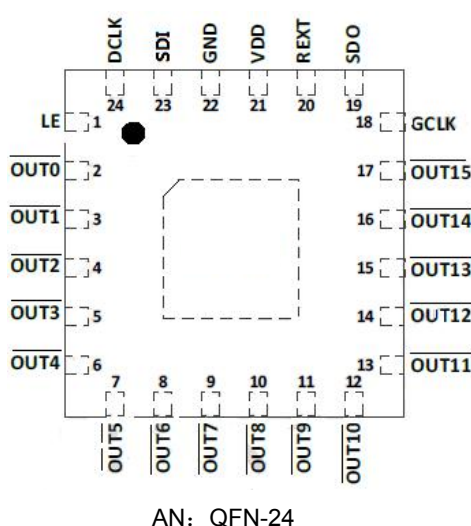 DCLK SDI GND VDD REXT SDO
24 23 22 21 20 19
LE 1 18 GCLK
OUT0 2 17 OUT15
OUT1 3 16 OUT14
OUT2 4 15 OUT13
OUT3 5 14 OUT12
OUT4 6 13 OUT11
7 8 9 10 11 12
OUT5 OUT6 OUT7 OUT8 OUT9 OUT10
AN：QFN-24